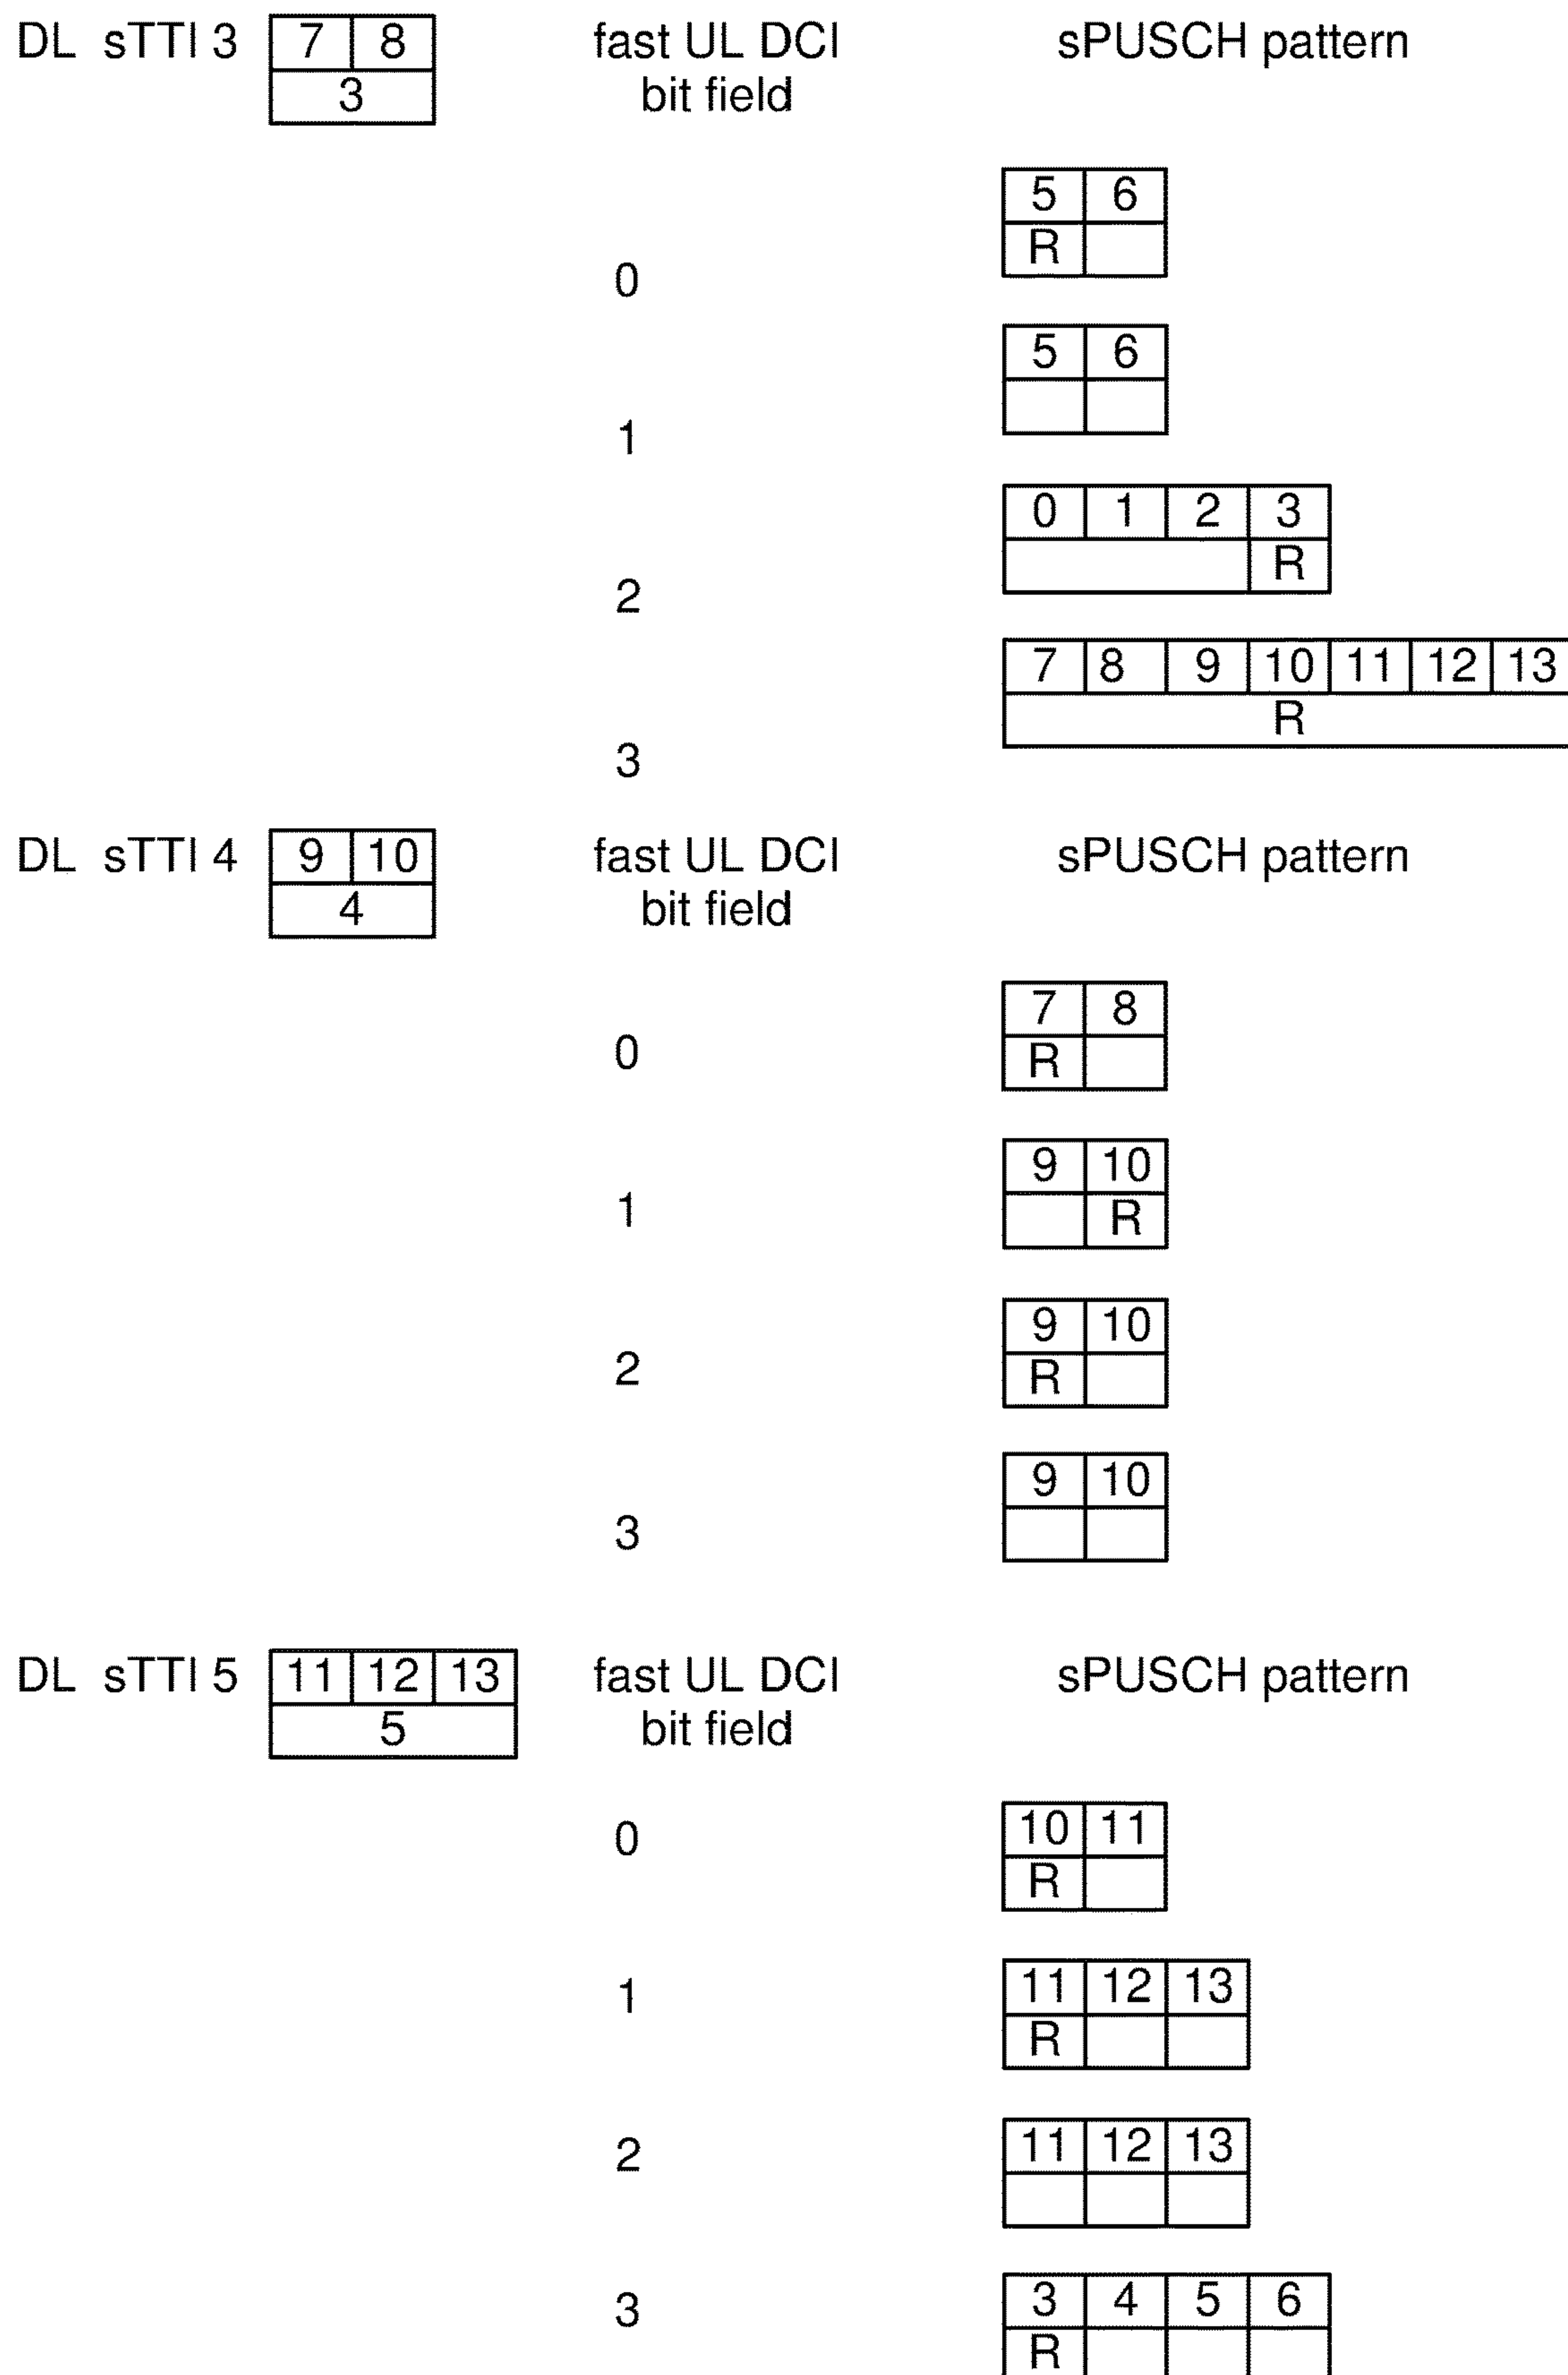 DL sTTI 3 7 8 fast UL DCI sPUSCH pattern
3 bit field
5 6
R
0
5 6
1
0 1 2 3
R
2
7 8 9 10 11 12 13
R
3
DL sTTI 4 9 10 fast UL DCI sPUSCH pattern
4 bit field
7 8
0 R
9 10
1 R
9 10
2 R
9 10
3
DL sTTI 5 11 12 13 fast UL DCI sPUSCH pattern
5 bit field
0 10 11
R
1 11 12 13
R
2 11 12 13
3 3 4 5 6
R